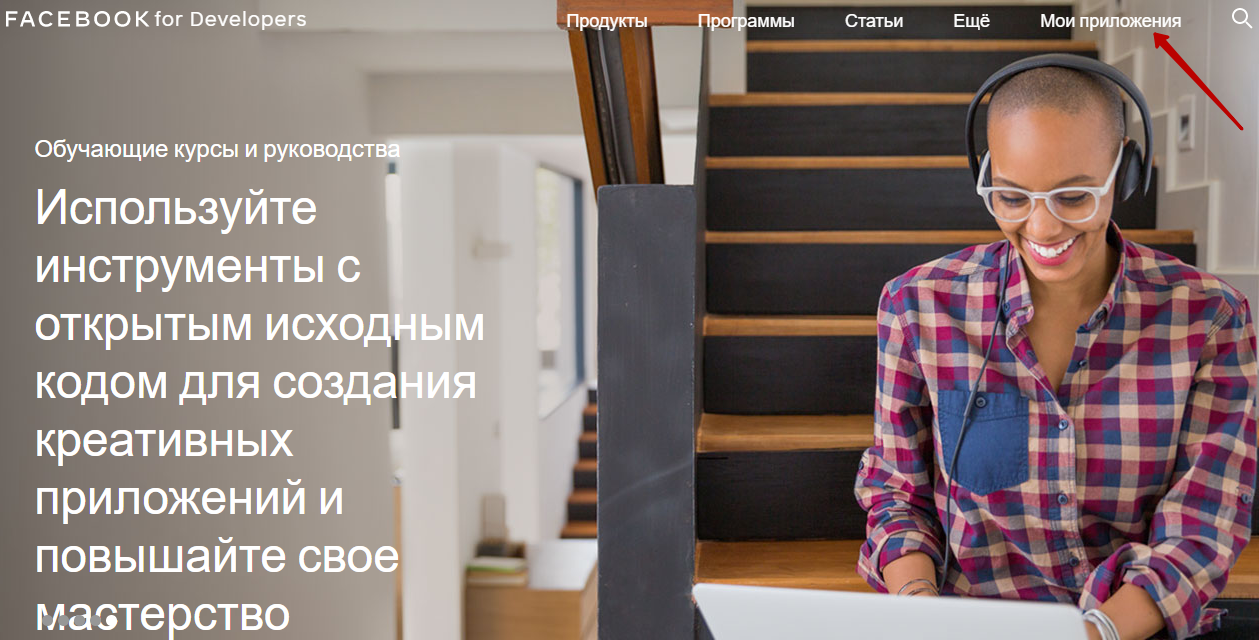 FACEBOOK for Developers
Продукты Программы Статьи Ещё Мои приложения
Обучающие курсы и руководства
Используйте
инструменты с
открытым исходным
кодом для создания
креативных
приложений и
повышайте свое
мастерство